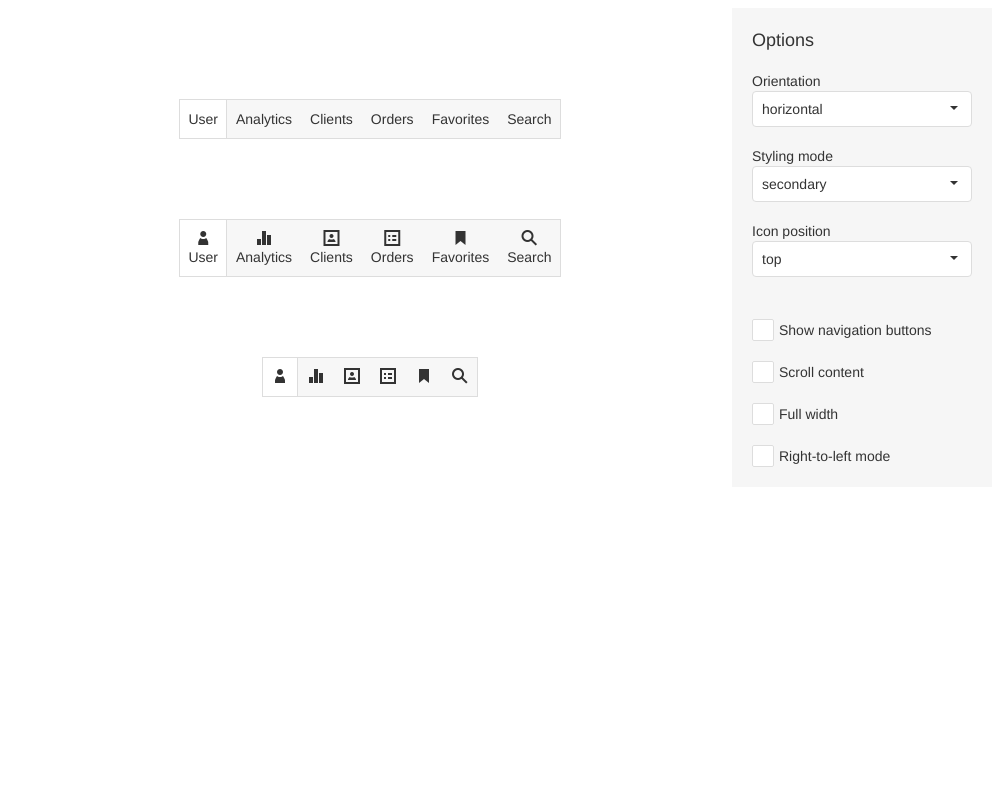 User Analytics Clients Orders Favorites Search
User Analytics Clients Orders Favorites Search
Options
Orientation
horizontal
Styling mode
secondary
Icon position
top
Show navigation buttons
Scroll content
Full width
Right-to-left mode